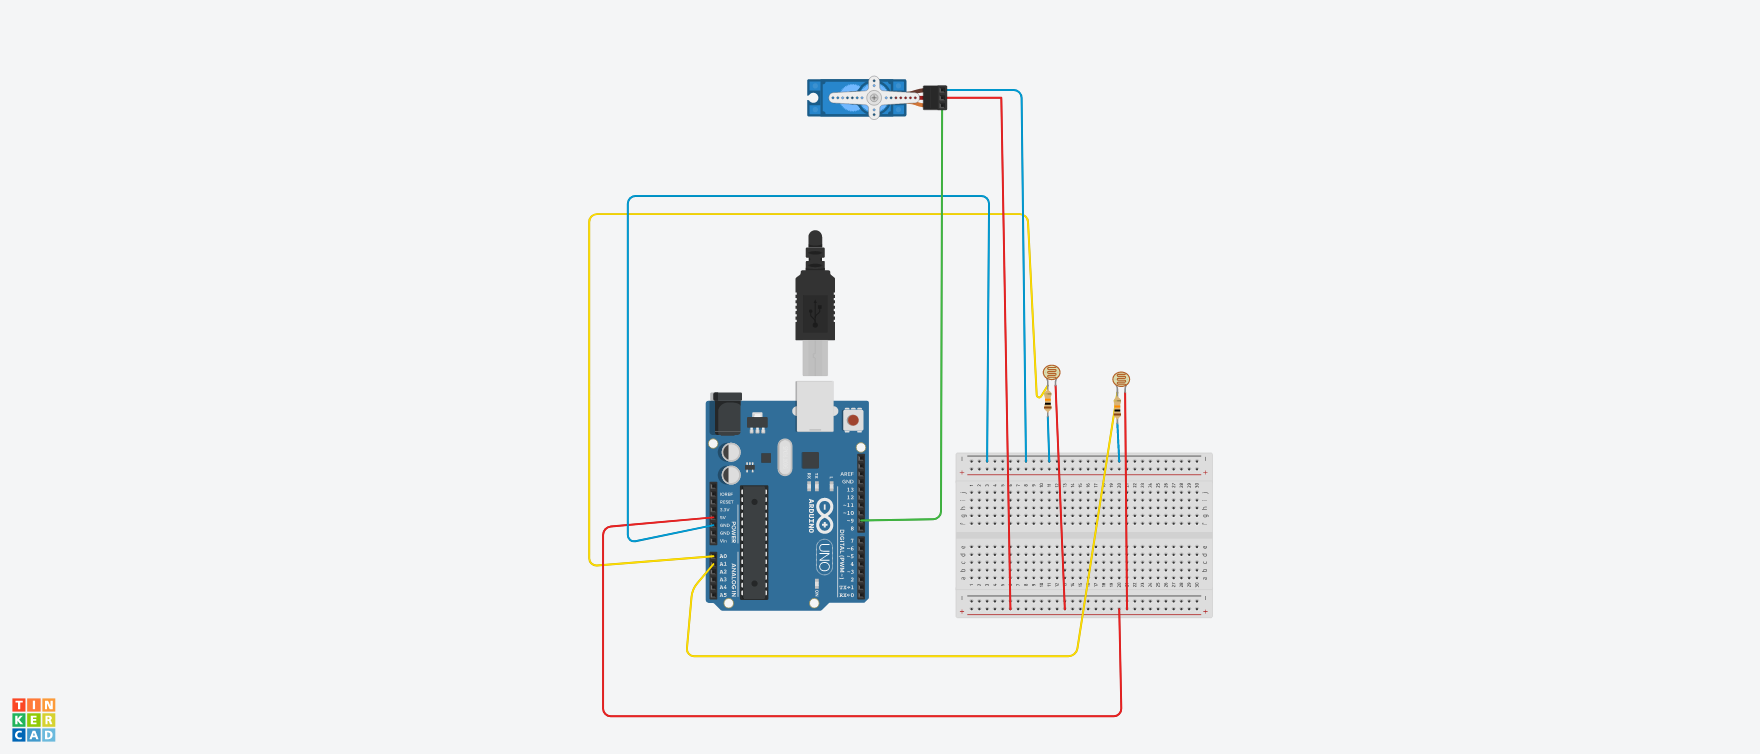 AREF
GND
13
12
~11
~10
~9
8
7
~6
~5
4
~3
2
TX→1
RX←0
DIGITAL (PWM~)
IOREF
RESET
3.3V
5V
GND
GND
Vin
POWER
A0
A1
A2
A3
A4
A5
ANALOG IN
RX
TX
L
ARDUINO
UNO
ON
TIN
KER
CAD